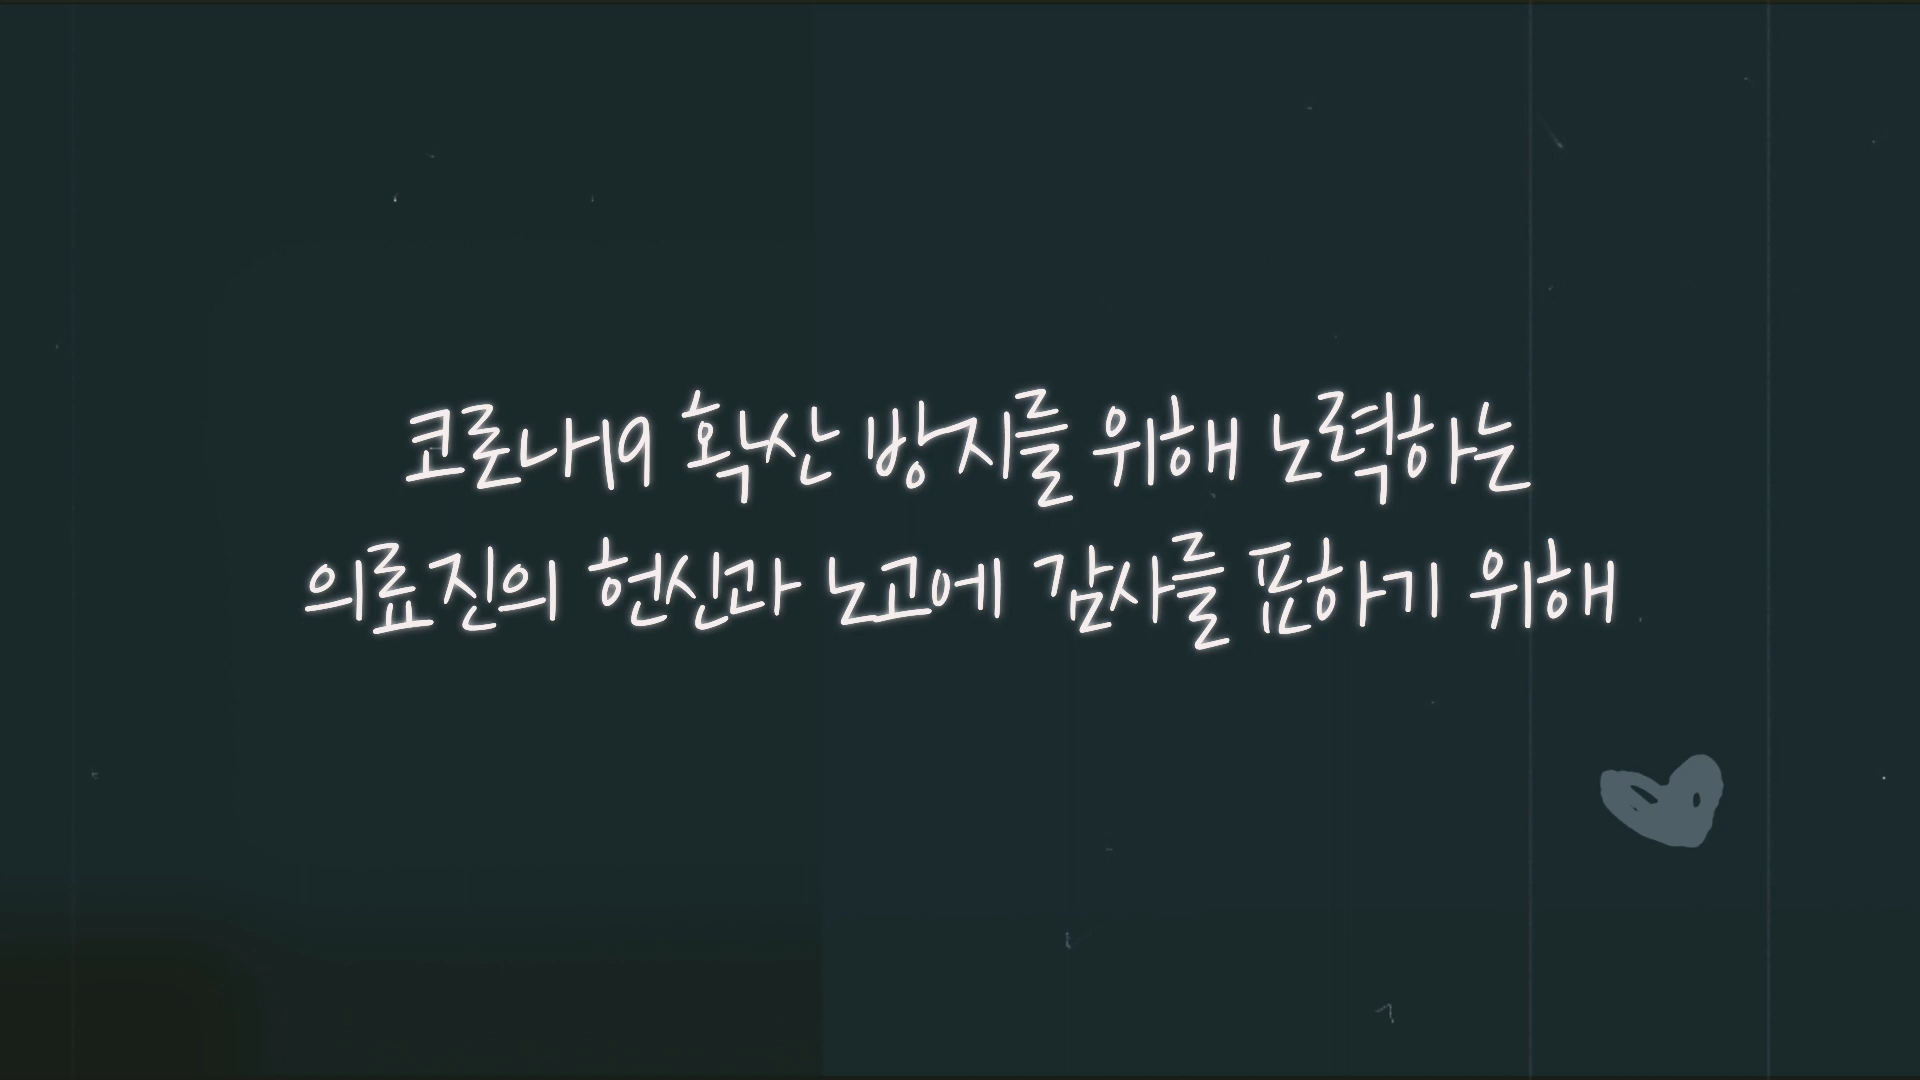 코로나19 확산 방지를 위해 노력하는
의료진의 헌신과 노고에 감사를 표하기 위해